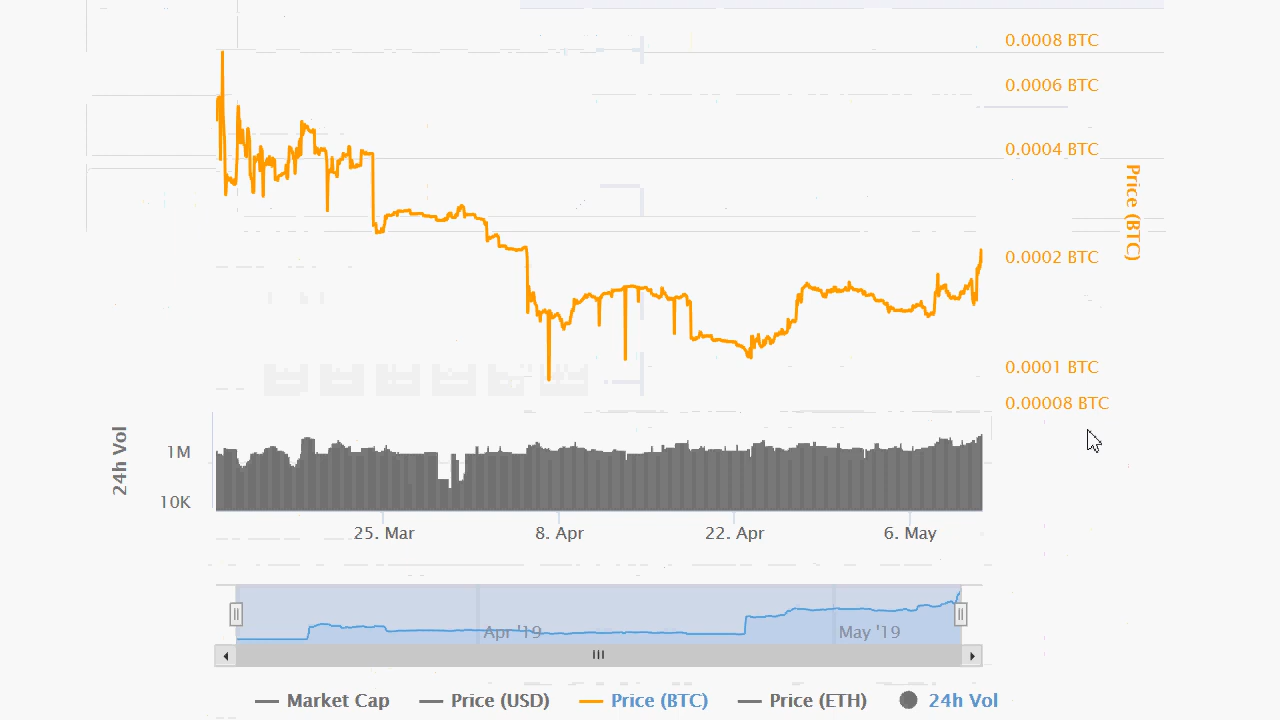 0.0008 BTC
0.0006 BTC
0.0004 BTC
Price (BTC)
0.0002 BTC
0.0001 BTC
0.00008 BTC
24h Vol
1M
10K
25. Mar
8. Apr
22. Apr
6. May
Apr '19
May '19
Market Cap
Price (USD)
Price (BTC)
Price (ETH)
24h Vol